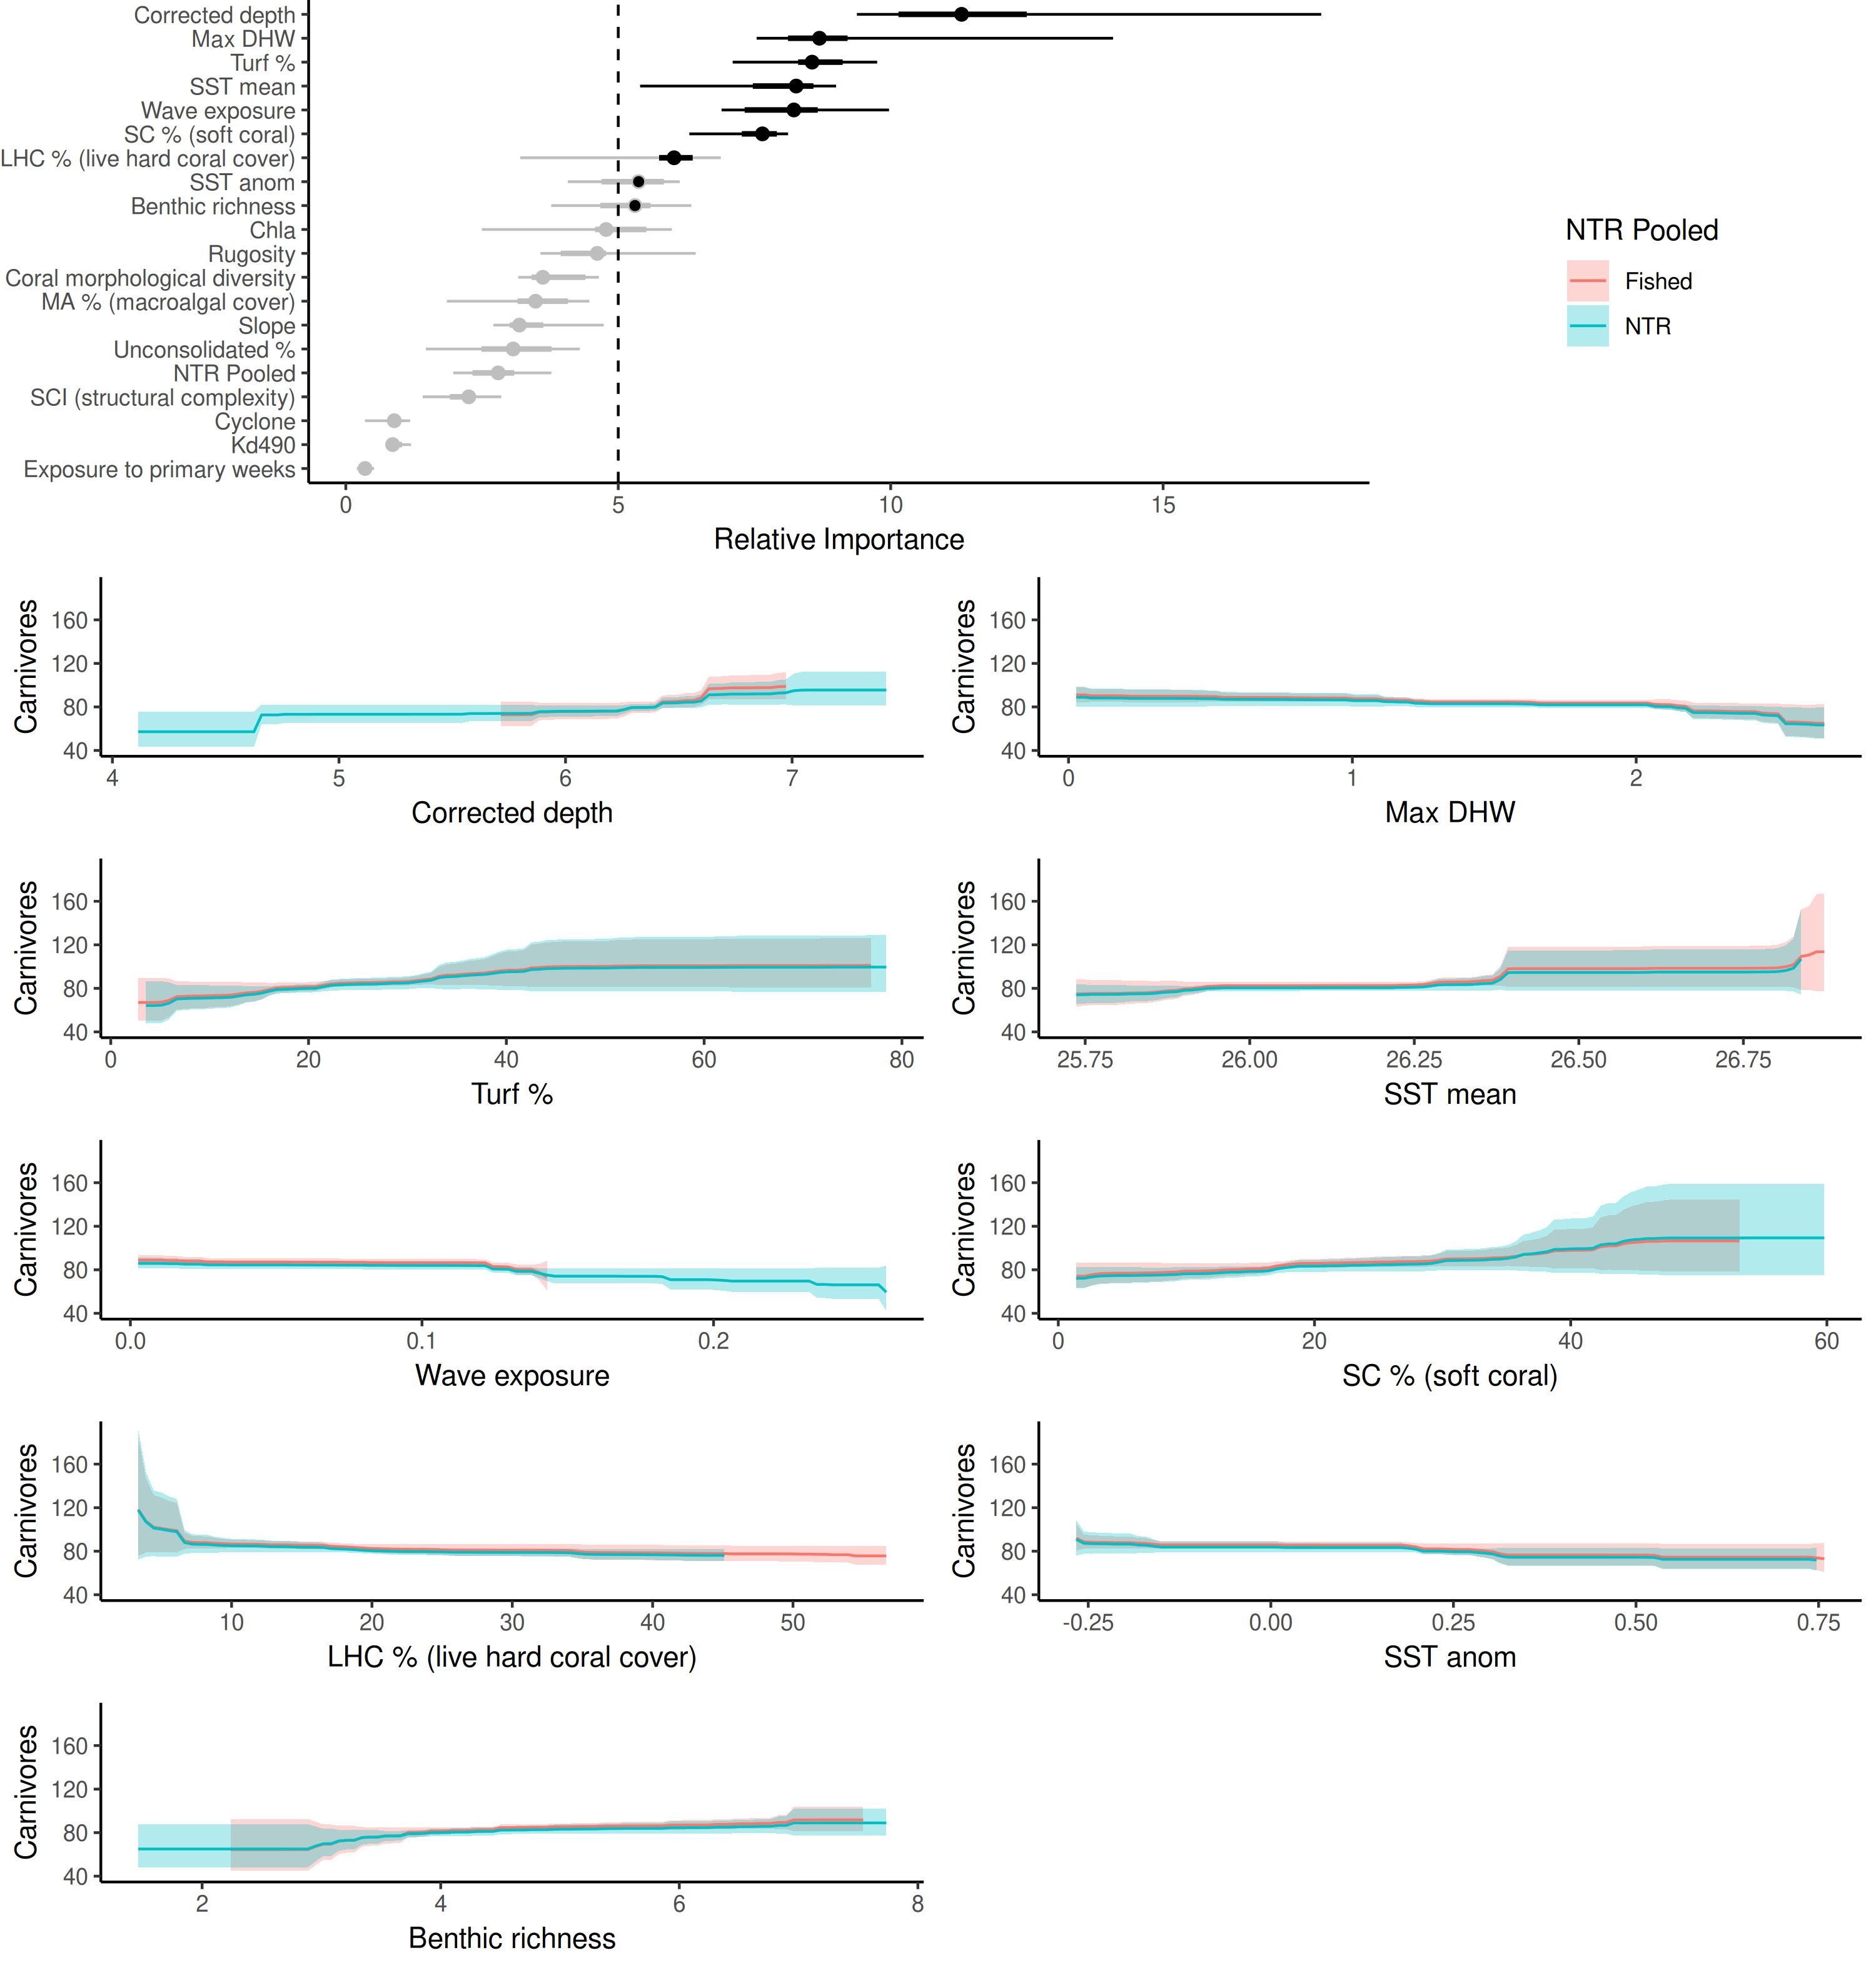 Corrected depth
Max DHW
Turf %
SST mean
Wave exposure
SC % (soft coral)
LHC % (live hard coral cover)
SST anom
Benthic richness
Chla
Rugosity
Coral morphological diversity
MA % (macroalgal cover)
Slope
Unconsolidated %
NTR Pooled
SCI (structural complexity)
Cyclone
Kd490
Exposure to primary weeks
0 5 10 15
Relative Importance
NTR Pooled
Fished
NTR
Carnivores
160
120
80
40
4 5 6 7
Corrected depth
Carnivores
160
120
80
40
0 1 2
Max DHW
Carnivores
160
120
80
40
0 20 40 60 80
Turf %
Carnivores
160
120
80
40
25.75 26.00 26.25 26.50 26.75
SST mean
Carnivores
160
120
80
40
0.0 0.1 0.2
Wave exposure
Carnivores
160
120
80
40
0 20 40 60
SC % (soft coral)
Carnivores
160
120
80
40
10 20 30 40 50
LHC % (live hard coral cover)
Carnivores
160
120
80
40
-0.25 0.00 0.25 0.50 0.75
SST anom
Carnivores
160
120
80
40
2 4 6 8
Benthic richness